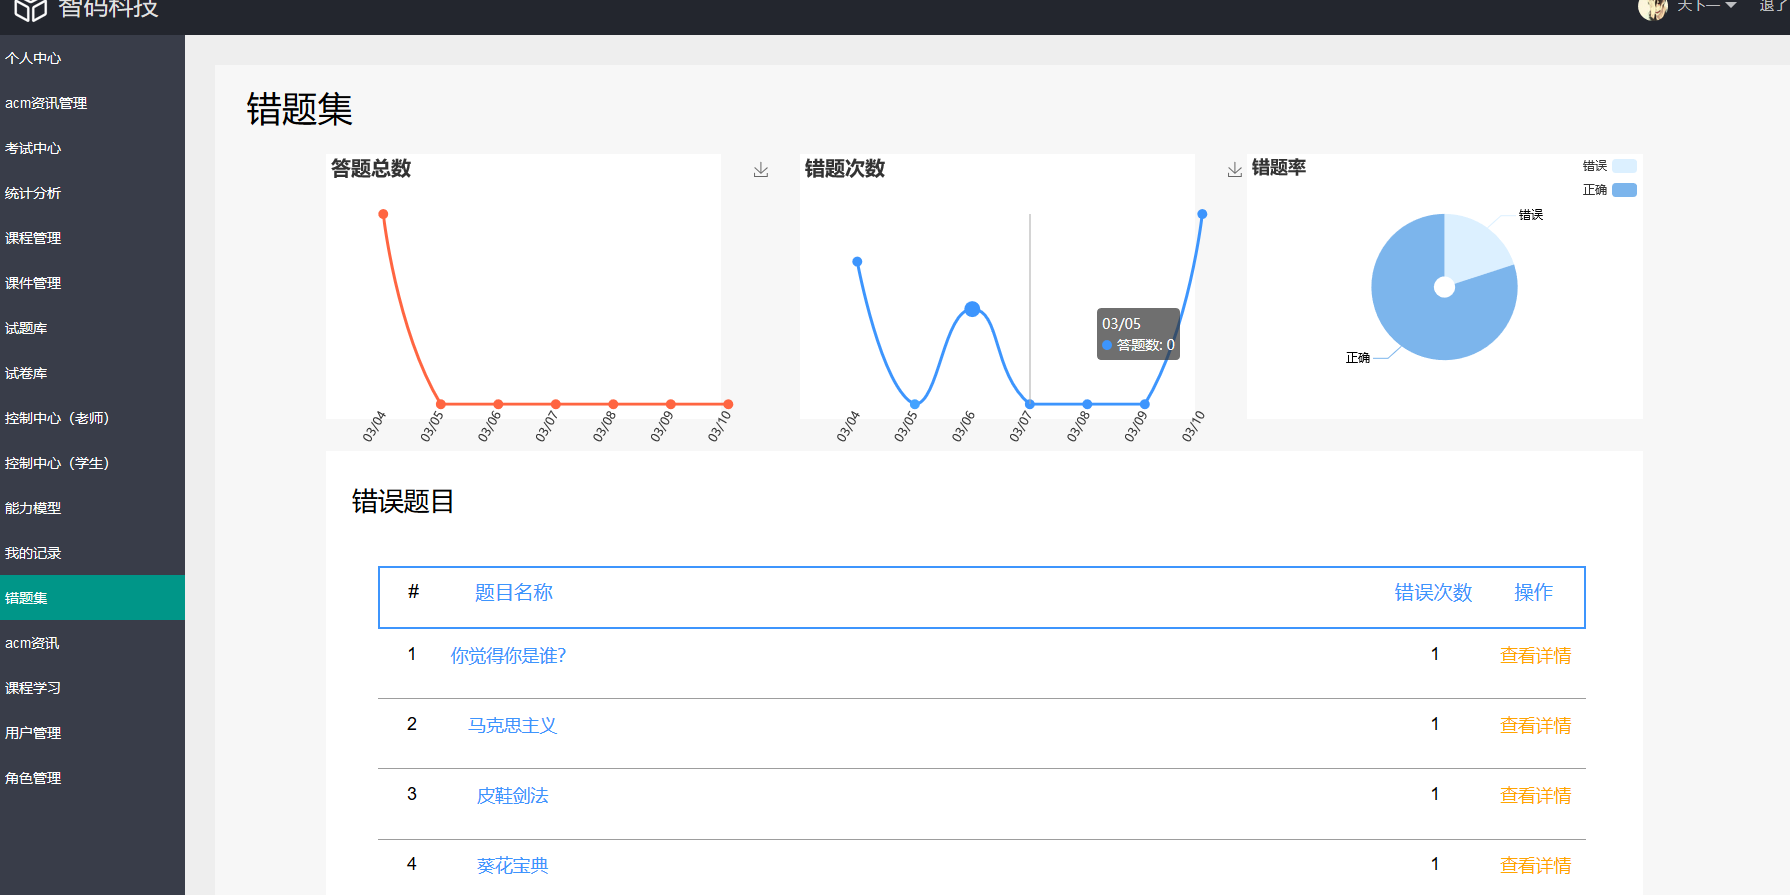 智码科技
天下一
个人中心
acm资讯管理
考试中心
统计分析
课程管理
课件管理
试题库
试卷库
控制中心（老师）
控制中心（学生）
能力模型
我的记录
错题集
acm资讯
课程学习
用户管理
角色管理
错题集
答题总数
03/04 03/05 03/06 03/07 03/08 03/09 03/10
错题次数
03/05
答题数: 0
03/04 03/05 03/06 03/07 03/08 03/09 03/10
错题率
错误
正确
错误
正确
错误题目
# 题目名称 错误次数 操作
1 你觉得你是谁? 1 查看详情
2 马克思主义 1 查看详情
3 皮鞋剑法 1 查看详情
4 葵花宝典 1 查看详情